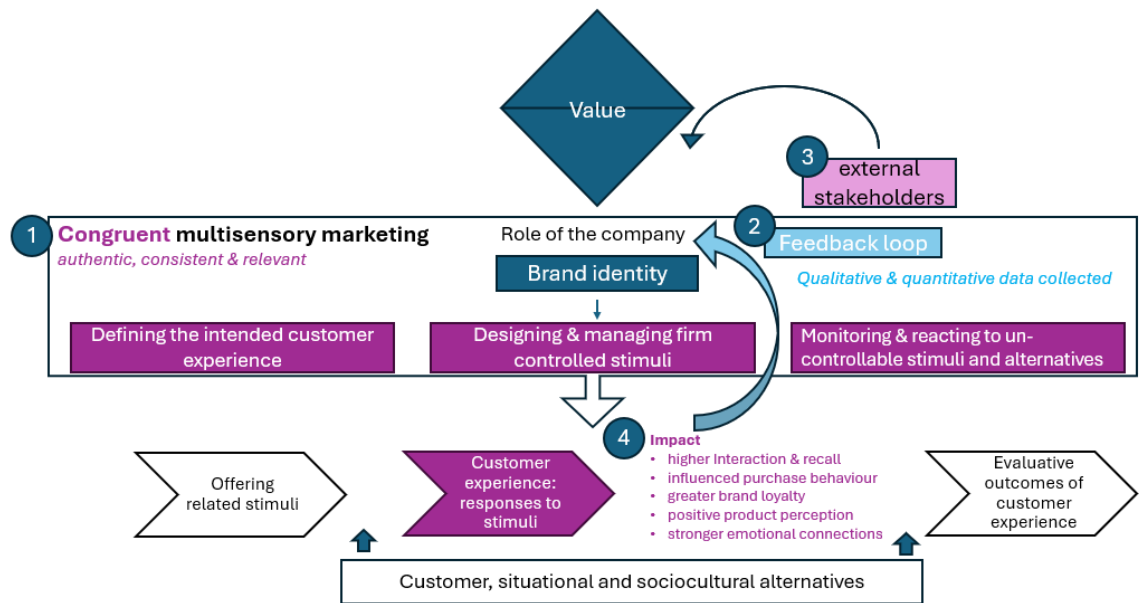 Value
3
external
stakeholders
1
Congruent multisensory marketing
authentic, consistent & relevant
Role of the company
Brand identity
2
Feedback loop
Qualitative & quantitative data collected
Defining the intended customer
experience
Designing & managing firm
controlled stimuli
Monitoring & reacting to un-
controllable stimuli and alternatives
Offering
related stimuli
Customer
experience:
responses to
stimuli
4
Impact
• higher Interaction & recall
• influenced purchase behaviour
• greater brand loyalty
• positive product perception
• stronger emotional connections
Evaluative
outcomes of
customer
experience
Customer, situational and sociocultural alternatives